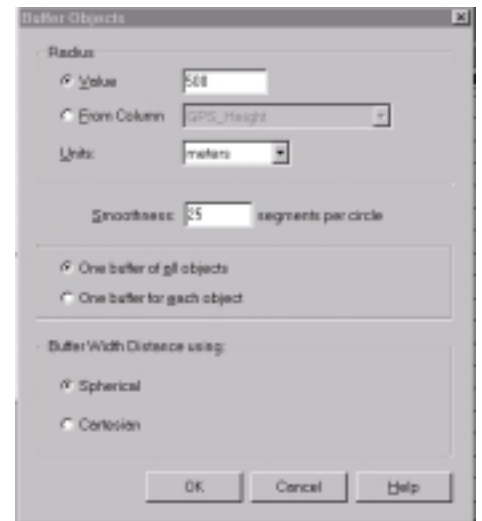 Buffer Objects
Radius
Value 500
From Column GPS_Height
Units: meters
Smoothness: 25 segments per circle
One buffer of all objects
One buffer for each object
Buffer Width Distance using:
Spherical
Cartesian
OK Cancel Help